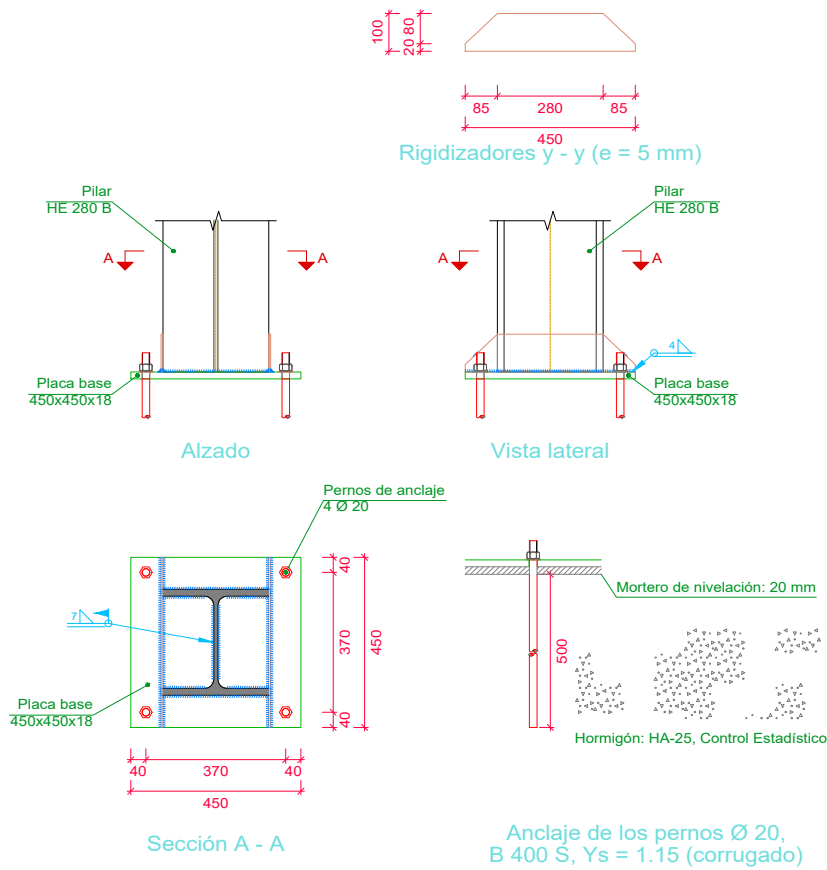 100
20 80
85 280 85
450
Rigidizadores y - y (e = 5 mm)
Pilar
HE 280 B
A A
Placa base
450x450x18
Alzado
Pilar
HE 280 B
A A
4
Placa base
450x450x18
Vista lateral
Pernos de anclaje
4 Ø 20
7
Placa base
450x450x18
40
370
40
450
40 370 40
450
Sección A - A
Mortero de nivelación: 20 mm
500
Hormigón: HA-25, Control Estadístico
Anclaje de los pernos Ø 20,
B 400 S, Ys = 1.15 (corrugado)